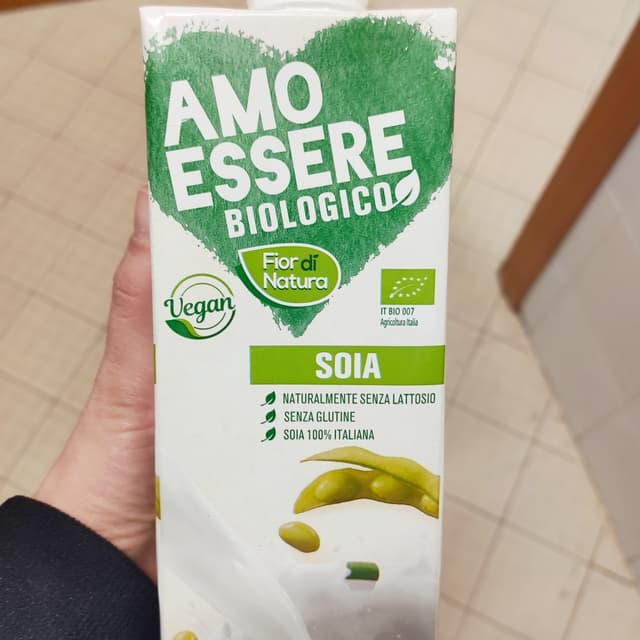 AMO
ESSERE
BIOLOGICO
Fior di
Natura
Vegan
IT BIO 007
Agricoltura Italia
SOIA
NATURALMENTE SENZA LATTOSIO
SENZA GLUTINE
SOIA 100% ITALIANA